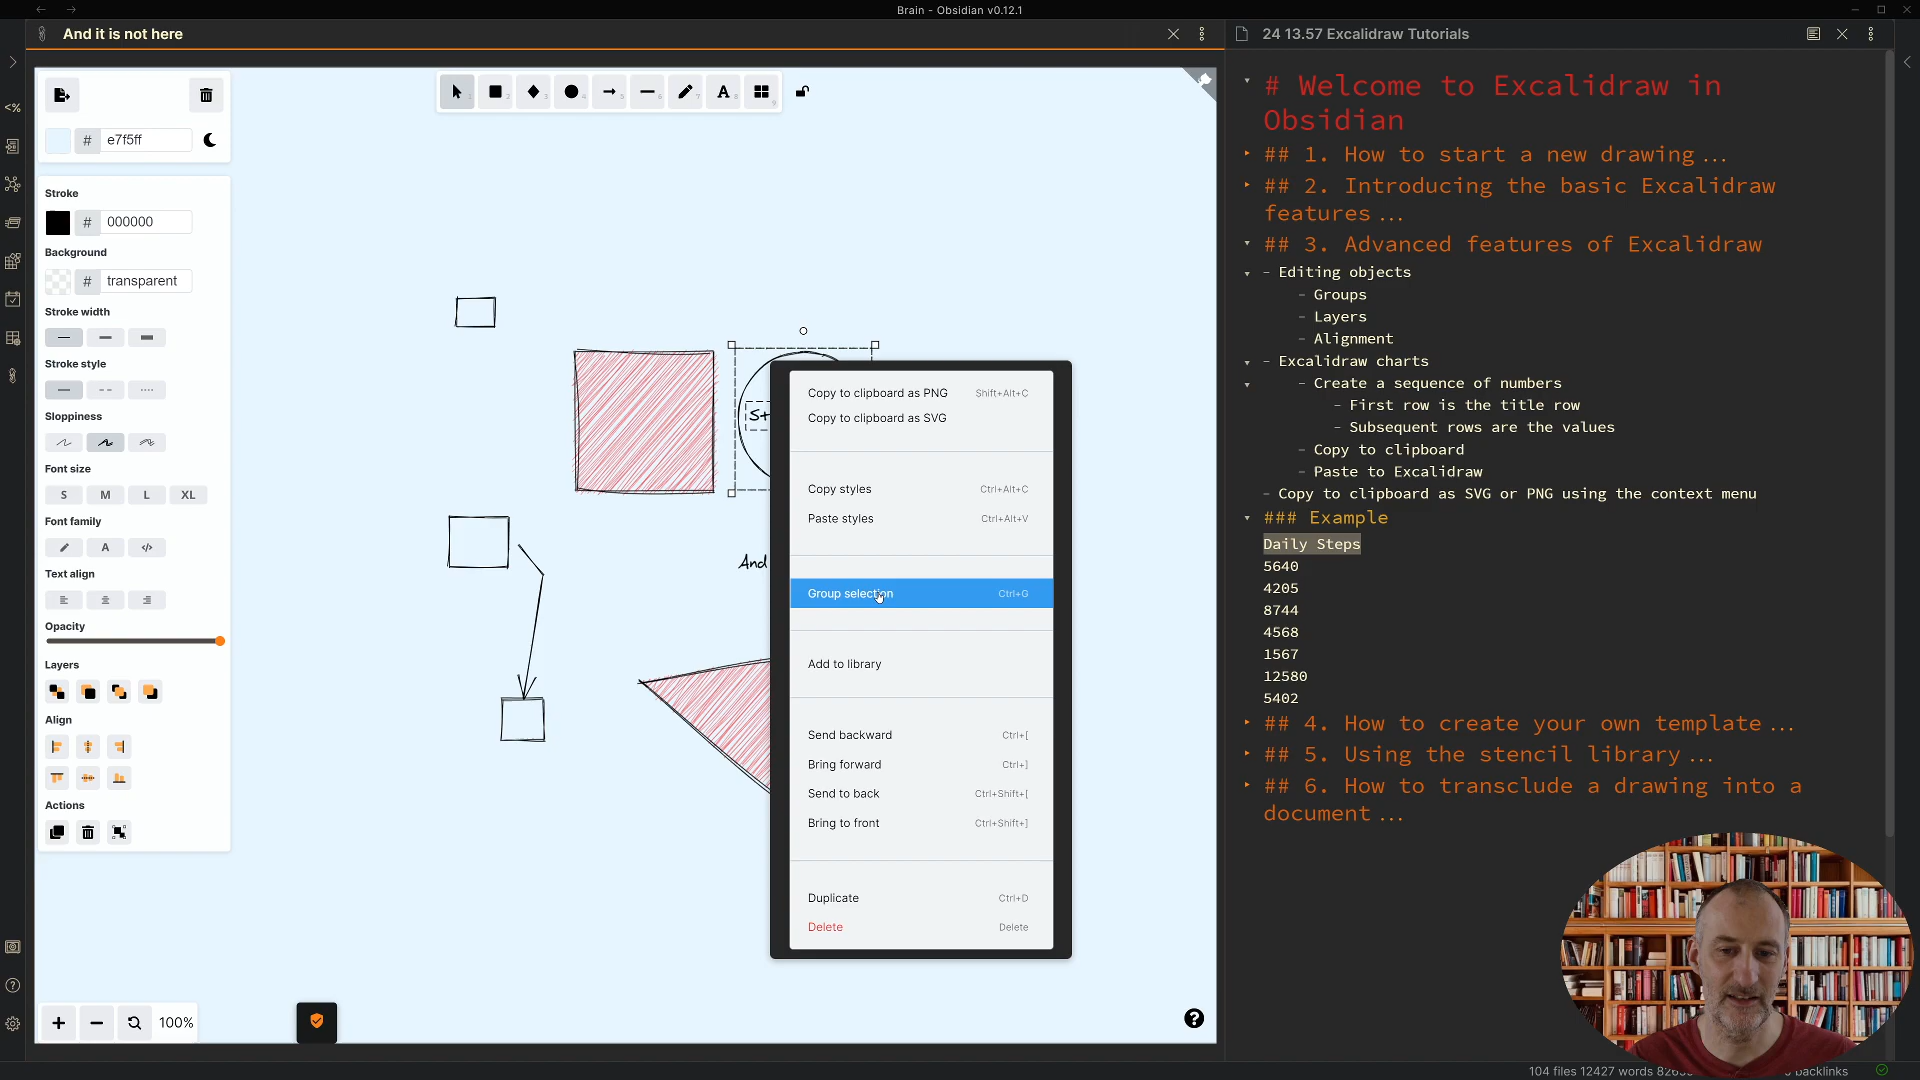 Brain - Obsidian v0.12.1
And it is not here
24 13.57 Excalidraw Tutorials
# e7f5ff
Stroke
# 000000
Background
# transparent
Stroke width
Stroke style
Sloppiness
Font size
S M L XL
Font family
A </>
Text align
Opacity
Layers
Align
Actions
100%
A
And
Copy to clipboard as PNG Shift+Alt+C
Copy to clipboard as SVG
Copy styles Ctrl+Alt+C
Paste styles Ctrl+Alt+V
Group selection Ctrl+G
Add to library
Send backward Ctrl+[
Bring forward Ctrl+]
Send to back Ctrl+Shift+[
Bring to front Ctrl+Shift+]
Duplicate Ctrl+D
Delete Delete
# Welcome to Excalidraw in
Obsidian
## 1. How to start a new drawing...
## 2. Introducing the basic Excalidraw
features...
## 3. Advanced features of Excalidraw
- Editing objects
- Groups
- Layers
- Alignment
- Excalidraw charts
- Create a sequence of numbers
- First row is the title row
- Subsequent rows are the values
- Copy to clipboard
- Paste to Excalidraw
- Copy to clipboard as SVG or PNG using the context menu
### Example
Daily Steps
5640
4205
8744
4568
1567
12580
5402
## 4. How to create your own template...
## 5. Using the stencil library...
## 6. How to transclude a drawing into a
document...
104 files 12427 words
backlinks